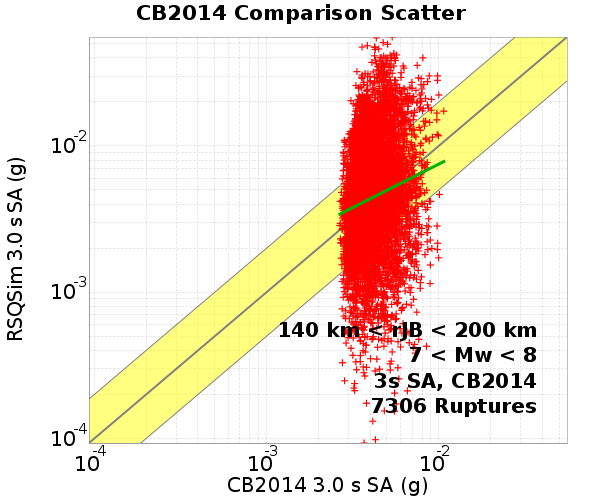 CB2014 Comparison Scatter
RSQSim 3.0 s SA (g)
10-2
10-3
10-4
140 km < rJB < 200 km
7 < Mw < 8
3s SA, CB2014
7306 Ruptures
10-4 10-3 10-2
CB2014 3.0 s SA (g)